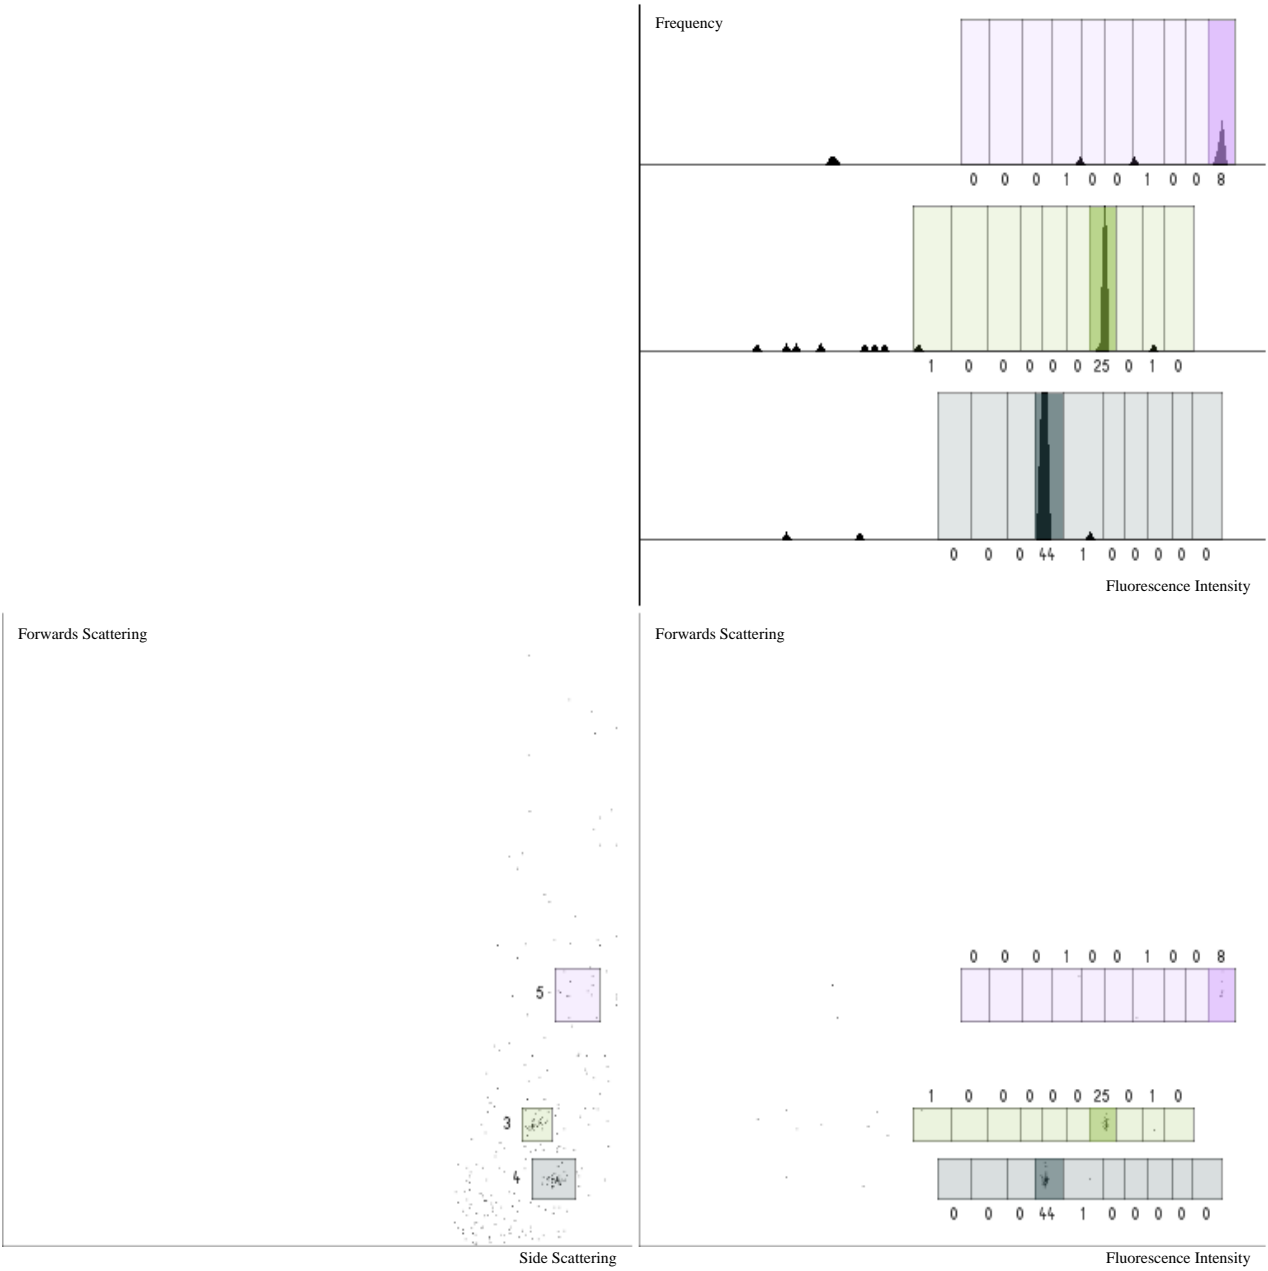 Frequency
0 0 0 1 0 0 1 0 0 8
1 0 0 0 0 0 25 0 1 0
0 0 0 44 1 0 0 0 0 0
Fluorescence Intensity
Forwards Scattering
5
3
4
Side Scattering
Forwards Scattering
0 0 0 1 0 0 1 0 0 8
1 0 0 0 0 0 25 0 1 0
0 0 0 44 1 0 0 0 0 0
Fluorescence Intensity